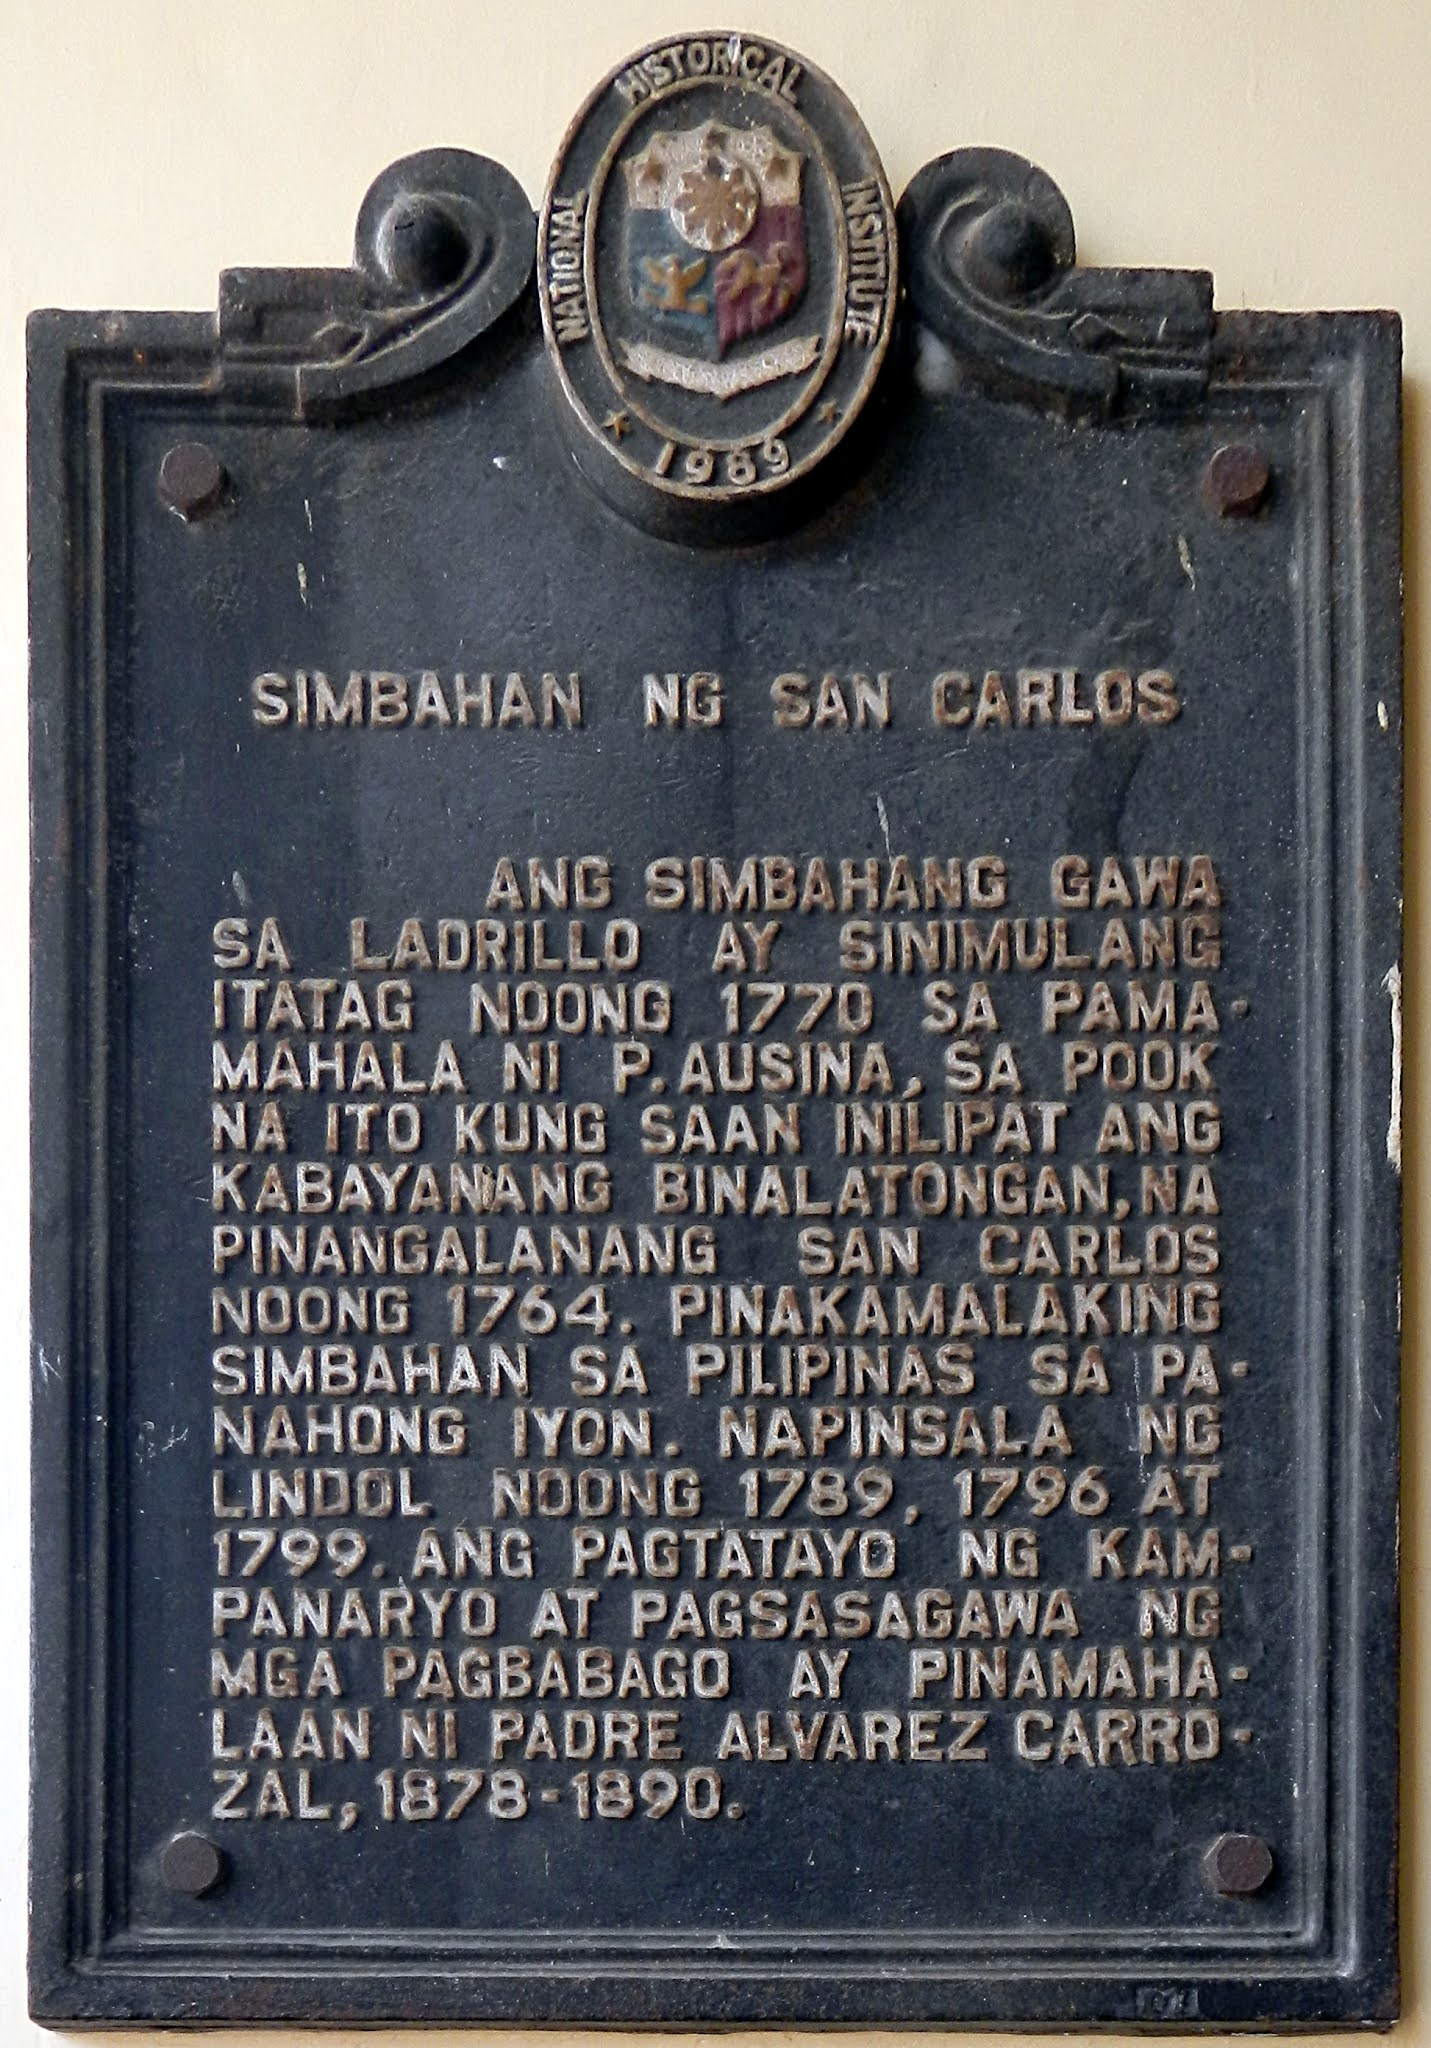 NATIONAL HISTORICAL INSTITUTE
1989
SIMBAHAN NG SAN CARLOS
ANG SIMBAHANG GAWA
SA LADRILLO AY SINIMULANG
ITATAG NOONG 1770 SA PAMA-
MAHALA NI P. AUSINA, SA POOK
NA ITO KUNG SAAN INILIPAT ANG
KABAYANANG BINALATONGAN, NA
PINANGALANANG SAN CARLOS
NOONG 1764. PINAKAMALAKING
SIMBAHAN SA PILIPINAS SA PA-
NAHONG IYON. NAPINSALA NG
LINDOL NOONG 1789, 1796 AT
1799. ANG PAGTATAYO NG KAM-
PANARYO AT PAGSASAGAWA NG
MGA PAGBABAGO AY PINAMAHA-
LAAN NI PADRE ALVAREZ CARRO-
ZAL, 1878-1890.